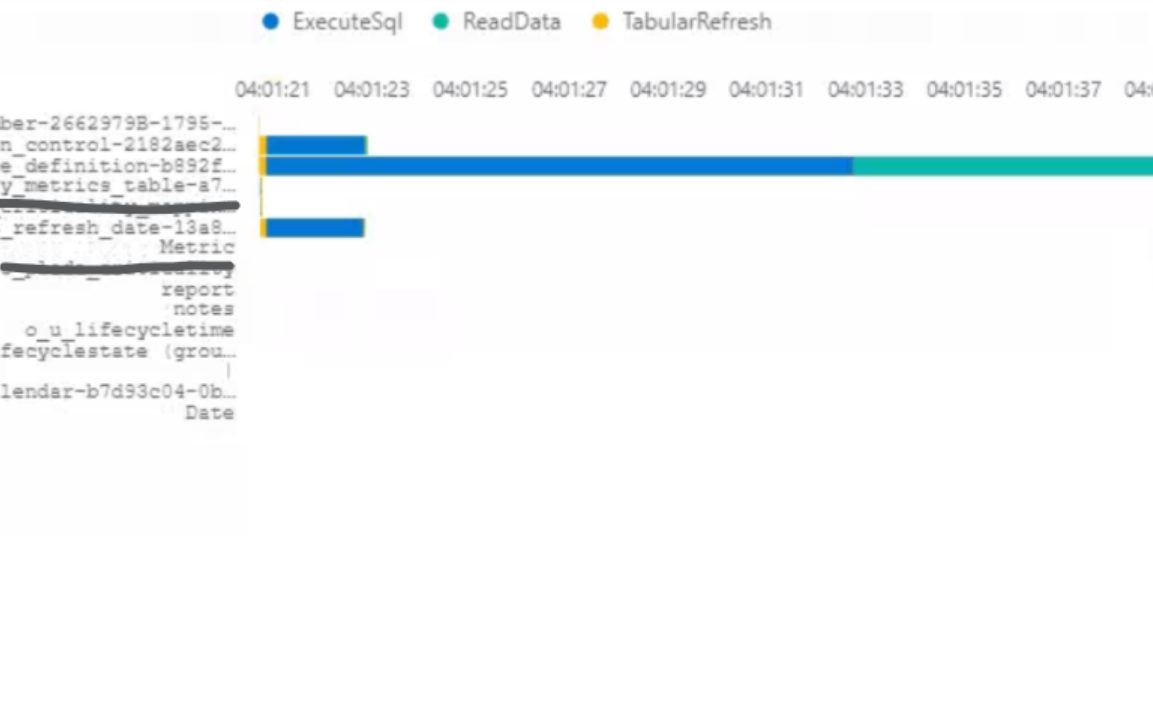 ExecuteSql ReadData TabularRefresh
04:01:21 04:01:23 04:01:25 04:01:27 04:01:29 04:01:31 04:01:33 04:01:35 04:01:37 04:
ber-2662979B-1795-…
n_control-2182aec2…
e_definition-b892f…
y_metrics_table-a7…
_refresh_date-13a8…
Metric
report
notes
o_u_lifecycletime
fecyclestate (grou…
lendar-b7d93c04-0b…
Date